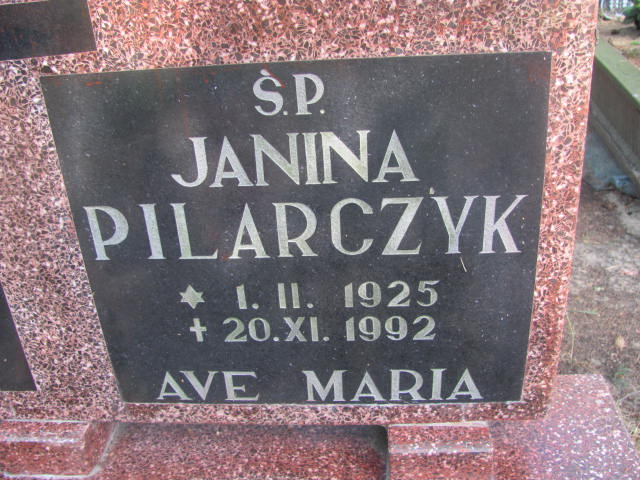 Ś.P.
JANINA
PILARCZYK
✶ 1. II. 1925
✝ 20. XI. 1992
AVE MARIA